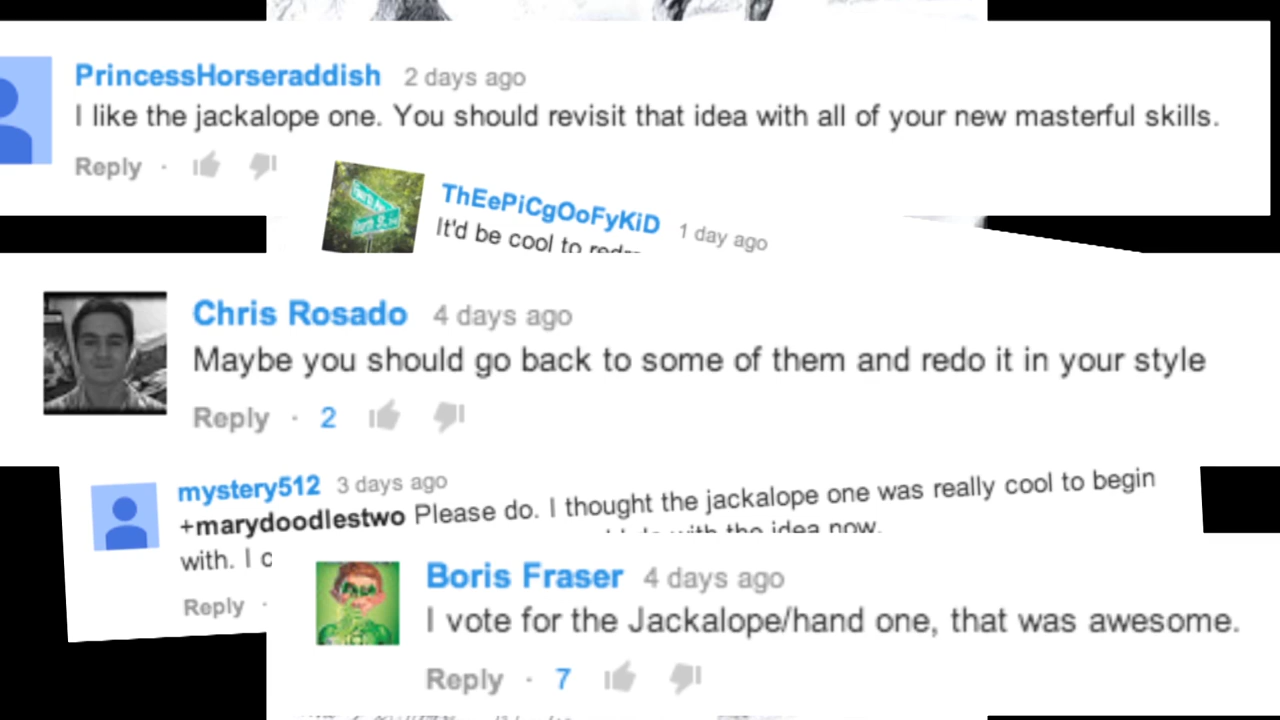 PrincessHorseraddish 2 days ago
I like the jackalope one. You should revisit that idea with all of your new masterful skills.
Reply ·
ThEePiCgOoFyKiD 1 day ago
It'd be cool to
Chris Rosado 4 days ago
Maybe you should go back to some of them and redo it in your style
Reply · 2
mystery512 3 days ago
+marydoodlestwo Please do. I thought the jackalope one was really cool to begin
with. I with the idea now.
Reply ·
Boris Fraser 4 days ago
I vote for the Jackalope/hand one, that was awesome.
Reply · 7